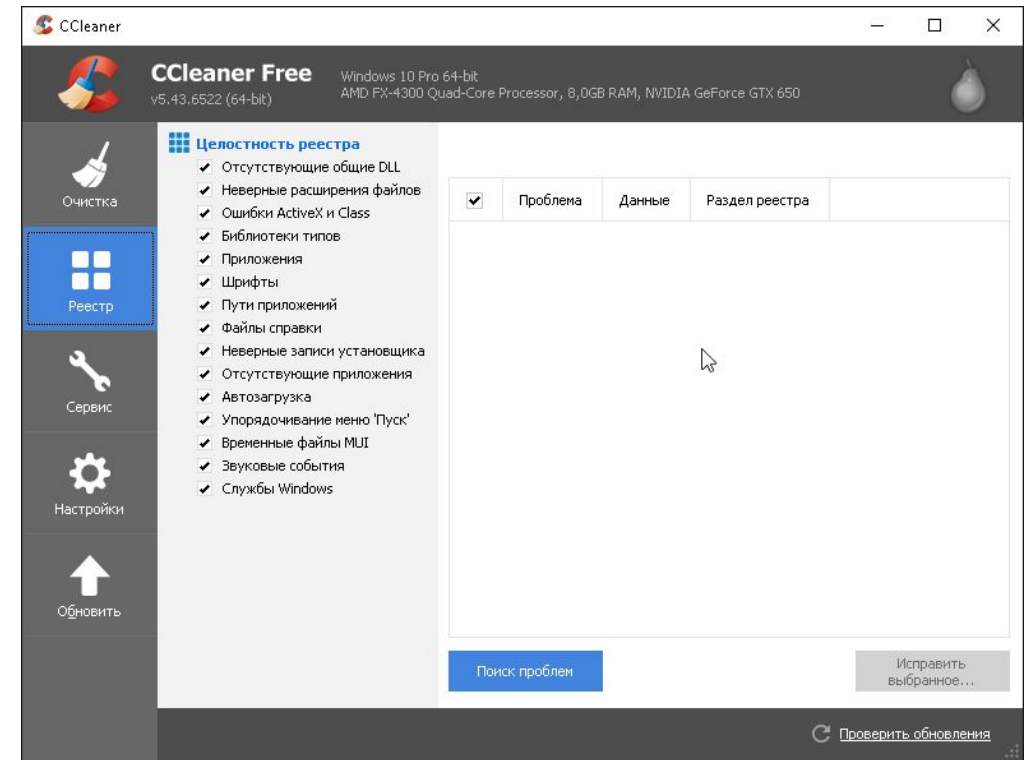 CCleaner
CCleaner Free
v5.43.6522 (64-bit)
Windows 10 Pro 64-bit
AMD FX-4300 Quad-Core Processor, 8,0GB RAM, NVIDIA GeForce GTX 650
Очистка
Реестр
Сервис
Настройки
Обновить
Целостность реестра
Отсутствующие общие DLL
Неверные расширения файлов
Ошибки ActiveX и Class
Библиотеки типов
Приложения
Шрифты
Пути приложений
Файлы справки
Неверные записи установщика
Отсутствующие приложения
Автозагрузка
Упорядочивание меню 'Пуск'
Временные файлы MUI
Звуковые события
Службы Windows
Проблема Данные Раздел реестра
Поиск проблем
Исправить
выбранное...
Проверить обновления